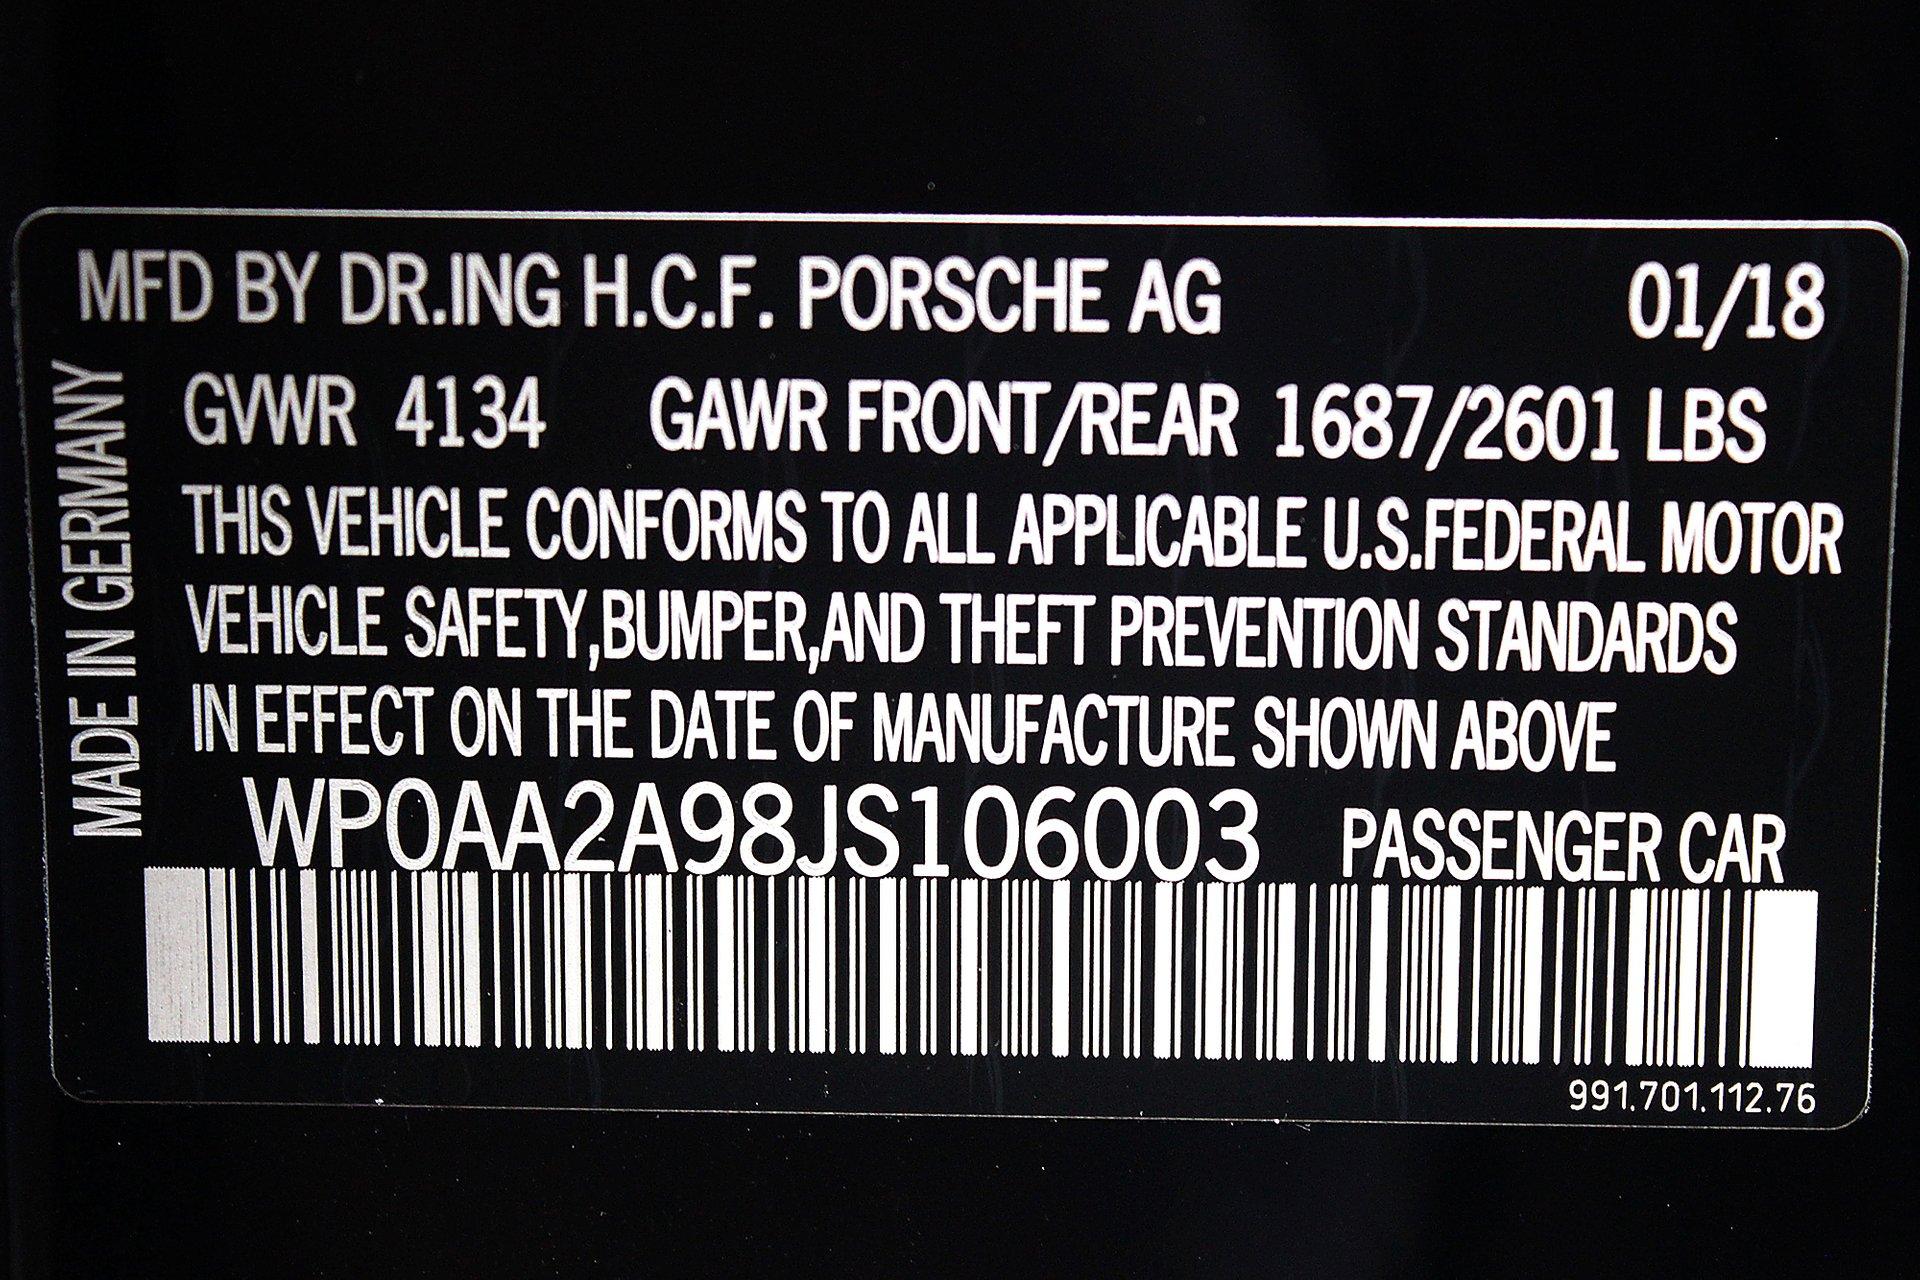 MFD BY DR.ING H.C.F. PORSCHE AG 01/18
GVWR 4134 GAWR FRONT/REAR 1687/2601 LBS
THIS VEHICLE CONFORMS TO ALL APPLICABLE U.S.FEDERAL MOTOR
VEHICLE SAFETY,BUMPER,AND THEFT PREVENTION STANDARDS
IN EFFECT ON THE DATE OF MANUFACTURE SHOWN ABOVE
WP0AA2A98JS106003 PASSENGER CAR
991.701.112.76
MADE IN GERMANY